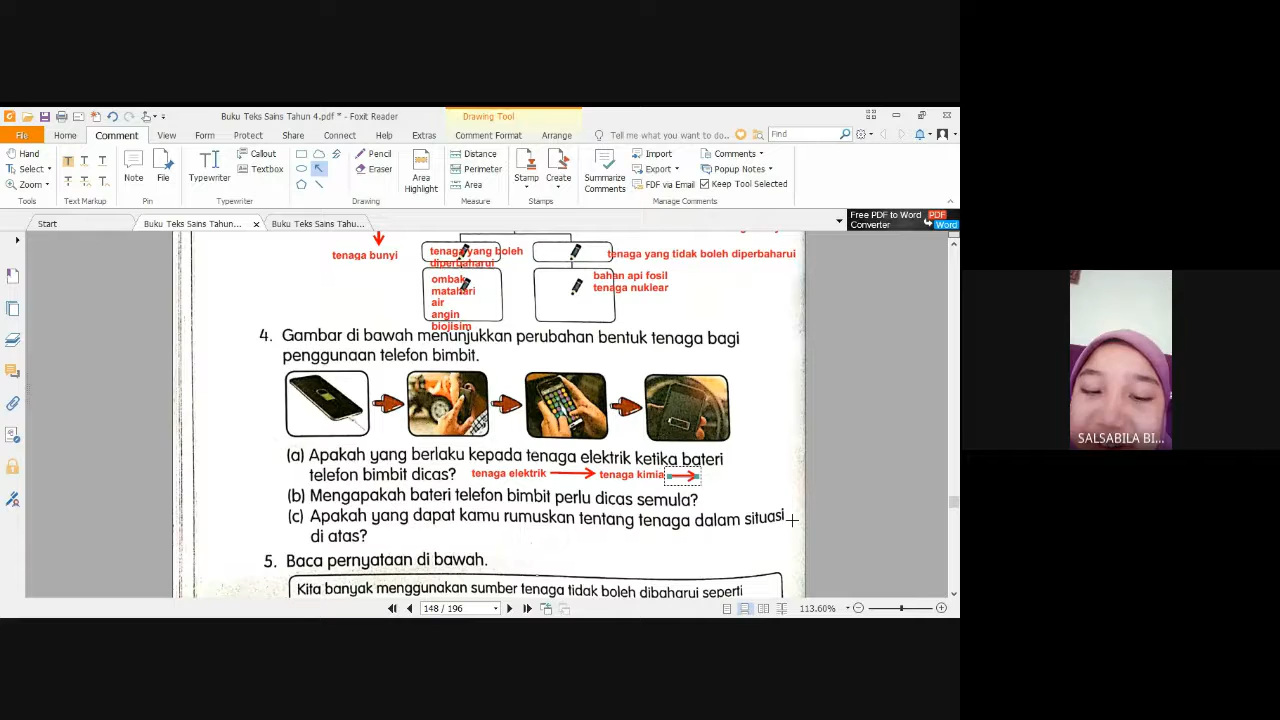 Buku Teks Sains Tahun 4.pdf * - Foxit Reader
Drawing Tool
File Home Comment View Form Protect Share Connect Help Extras Comment Format Arrange Tell me what you want to do.. Find
Hand
Select
Zoom
Tools
T T T
T T T
Text Markup
Note
File
Pin
Typewriter
Callout
Textbox
Typewriter
Pencil
Eraser
Drawing
Area Highlight
Distance
Perimeter
Area
Measure
Stamp
Create
Stamps
Summarize Comments
Import
Export
FDF via Email
Comments
Popup Notes
Keep Tool Selected
Manage Comments
Start
Buku Teks Sains Tahun...
Buku Teks Sains Tahu...
Free PDF to Word Converter
PDF
Word
tenaga bunyi
tenaga yang boleh
diperbaharui
tenaga yang tidak boleh diperbaharui
ombak
matahari
air
angin
biojisim
bahan api fosil
tenaga nuklear
4. Gambar di bawah menunjukkan perubahan bentuk tenaga bagi
penggunaan telefon bimbit.
(a) Apakah yang berlaku kepada tenaga elektrik ketika bateri
telefon bimbit dicas? tenaga elektrik tenaga kimia
(b) Mengapakah bateri telefon bimbit perlu dicas semula?
(c) Apakah yang dapat kamu rumuskan tentang tenaga dalam situasi
di atas?
5. Baca pernyataan di bawah.
Kita banyak menggunakan sumber tenaga tidak boleh dibaharui seperti
148 / 196
113.60%
SALSABILA BI...